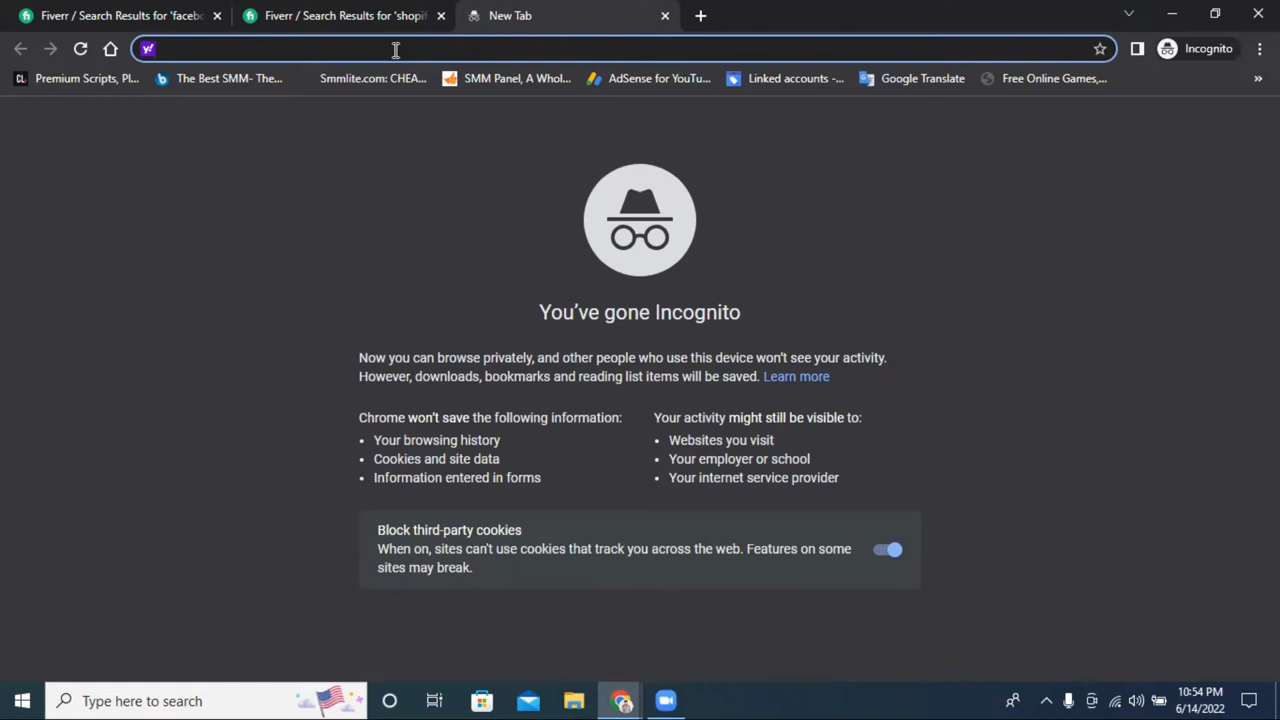 Fiverr / Search Results for 'facebo
Fiverr / Search Results for 'shopif
New Tab
y!
Incognito
CL Premium Scripts, Pl...
The Best SMM- The...
Smmlite.com: CHEA...
SMM Panel, A Whol...
AdSense for YouTu...
Linked accounts -...
Google Translate
Free Online Games,...
You've gone Incognito
Now you can browse privately, and other people who use this device won't see your activity.
However, downloads, bookmarks and reading list items will be saved. Learn more
Chrome won't save the following information:
• Your browsing history
• Cookies and site data
• Information entered in forms
Your activity might still be visible to:
• Websites you visit
• Your employer or school
• Your internet service provider
Block third-party cookies
When on, sites can't use cookies that track you across the web. Features on some
sites may break.
Type here to search
10:54 PM
6/14/2022